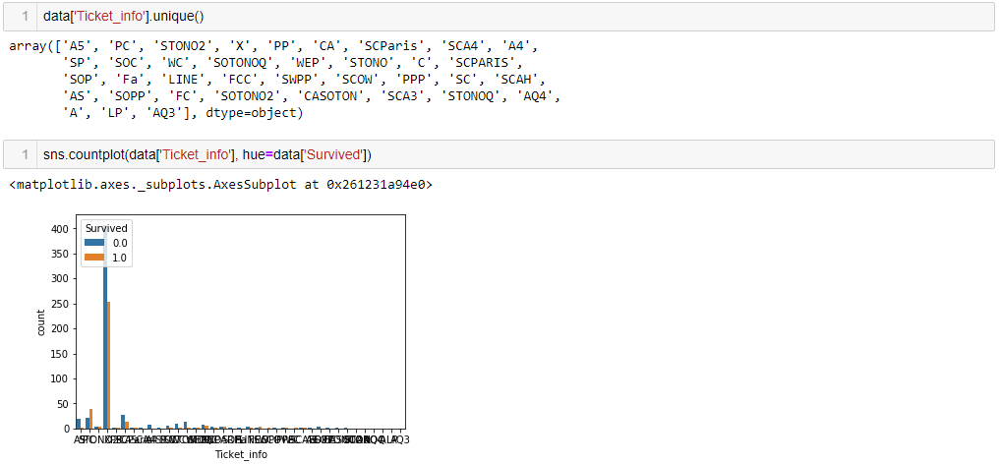 1 data['Ticket_info'].unique()
array(['A5', 'PC', 'STONO2', 'X', 'PP', 'CA', 'SCParis', 'SCA4', 'A4',
'SP', 'SOC', 'WC', 'SOTONOQ', 'WEP', 'STONO', 'C', 'SCPARIS',
'SOP', 'Fa', 'LINE', 'FCC', 'SWPP', 'SCOW', 'PPP', 'SC', 'SCAH',
'AS', 'SOPP', 'FC', 'SOTONO2', 'CASOTON', 'SCA3', 'STONOQ', 'AQ4',
'A', 'LP', 'AQ3'], dtype=object)
1 sns.countplot(data['Ticket_info'], hue=data['Survived'])
<matplotlib.axes._subplots.AxesSubplot at 0x261231a94e0>
Survived
0.0
1.0
400
350
300
250
200
150
100
50
0
count
Ticket_info